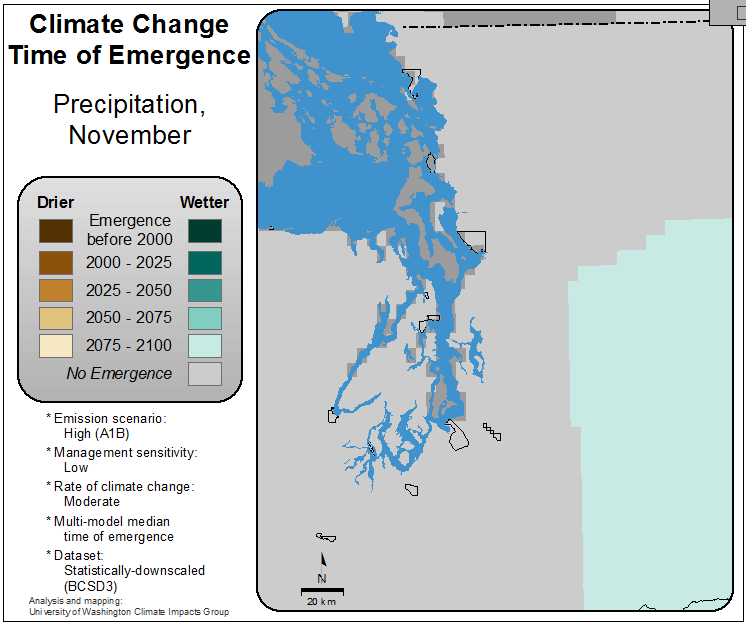 Climate Change
Time of Emergence
Precipitation,
November
Drier
Wetter
Emergence
before 2000
2000 - 2025
2025 - 2050
2050 - 2075
2075 - 2100
No Emergence
* Emission scenario:
High (A1B)
* Management sensitivity:
Low
* Rate of climate change:
Moderate
* Multi-model median
time of emergence
* Dataset:
Statistically-downscaled
(BCSD3)
Analysis and mapping:
University of Washington Climate Impacts Group
N
20 km